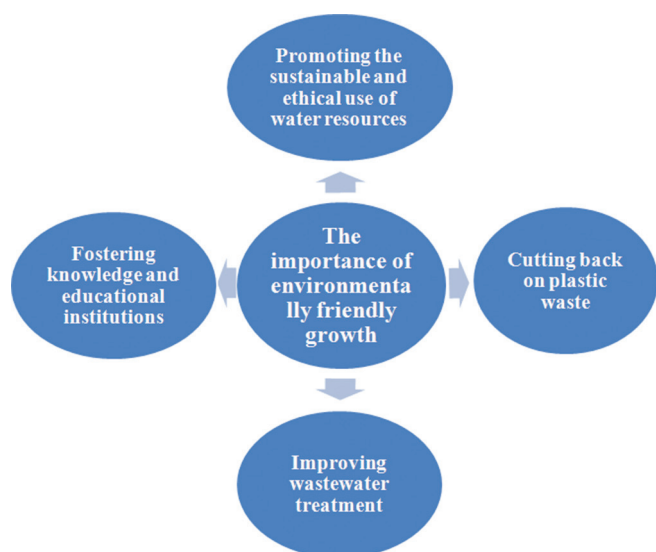 Promoting the
sustainable and
ethical use of
water resources
Fostering
knowledge and
educational
institutions
The
importance of
environmenta
lly friendly
growth
Cutting back
on plastic
waste
Improving
wastewater
treatment